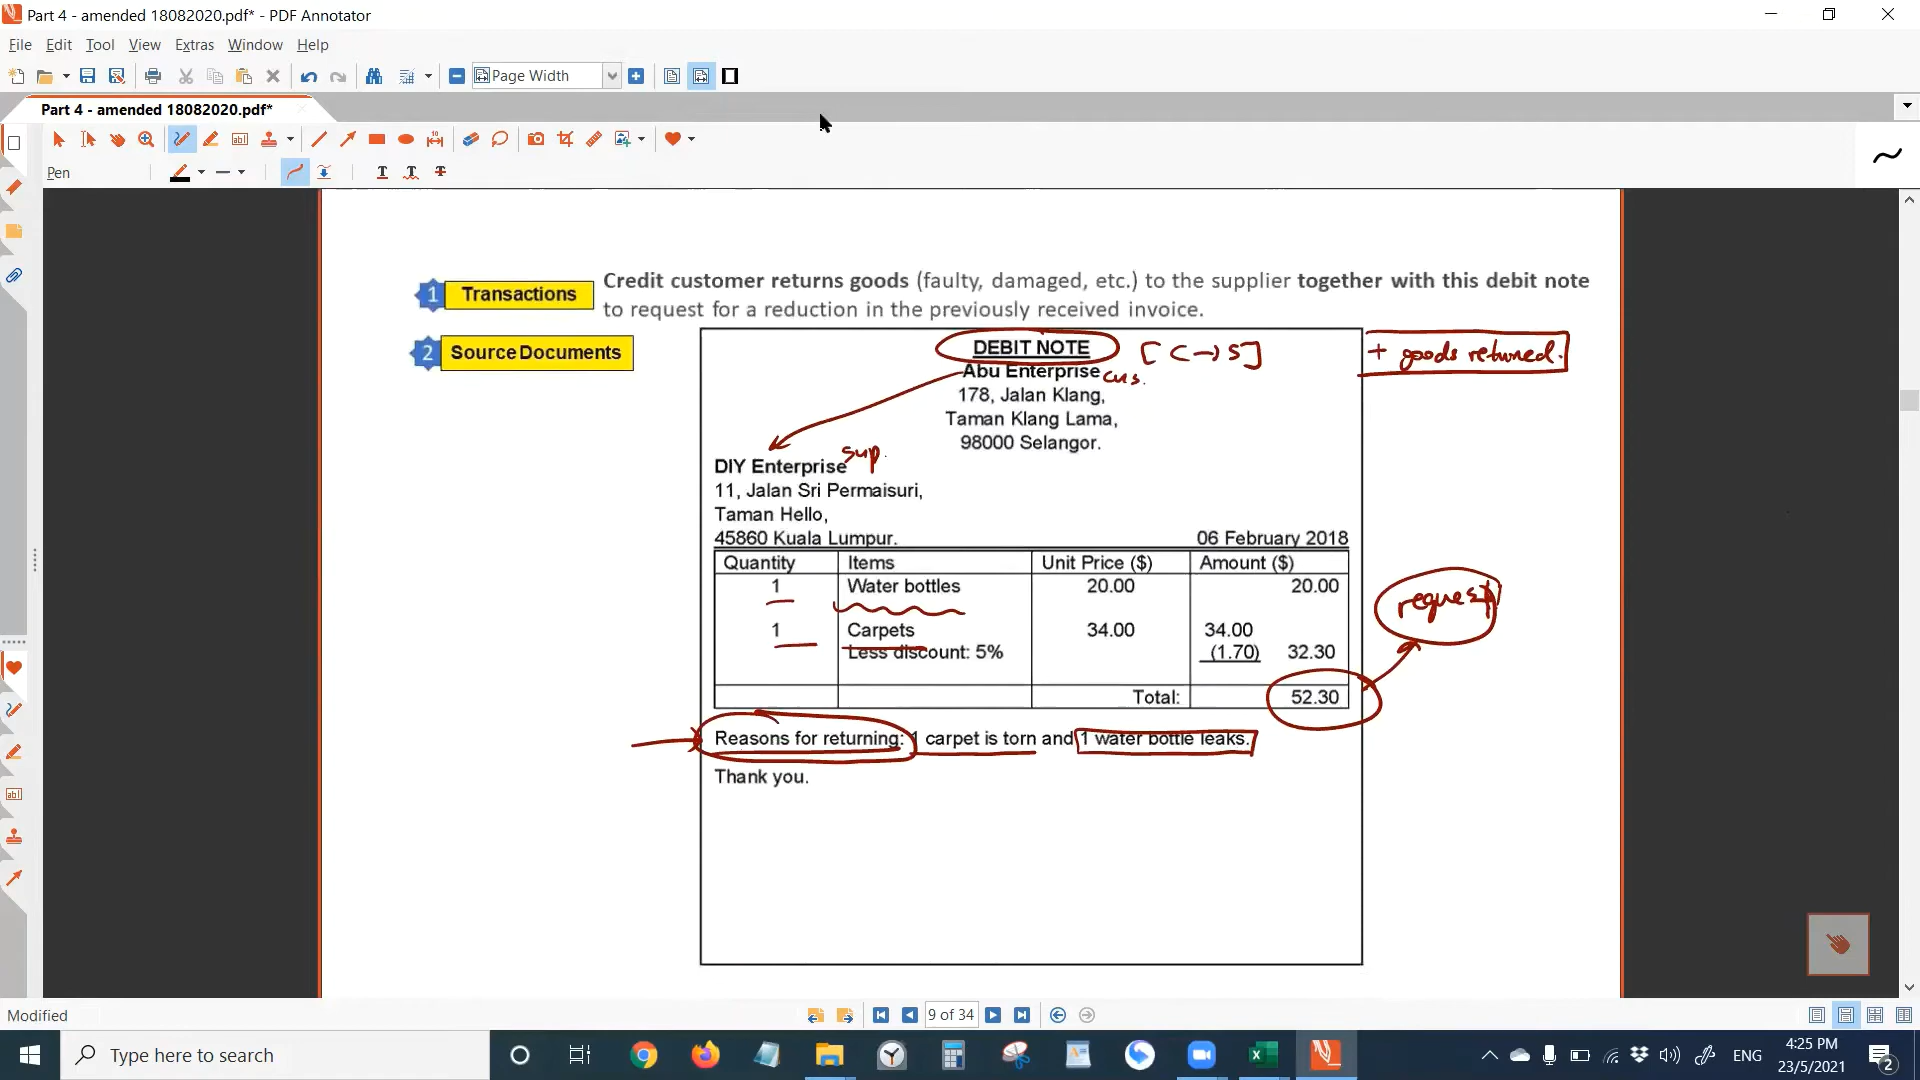 Part 4 - amended 18082020.pdf* - PDF Annotator
File Edit Tool View Extras Window Help
Page Width
Part 4 - amended 18082020.pdf*
Pen
1 Transactions
Credit customer returns goods (faulty, damaged, etc.) to the supplier together with this debit note
to request for a reduction in the previously received invoice.
2 Source Documents
DEBIT NOTE [C → S] + goods returned.
Abu Enterprise cus.
178, Jalan Klang,
Taman Klang Lama,
98000 Selangor.
DIY Enterprise sup.
11, Jalan Sri Permaisuri,
Taman Hello,
45860 Kuala Lumpur. 06 February 2018
Quantity Items Unit Price ($) Amount ($)
1 Water bottles 20.00 20.00
request
1 Carpets 34.00 34.00
Less discount: 5% (1.70) 32.30
Total: 52.30
Reasons for returning: 1 carpet is torn and 1 water bottle leaks.
Thank you.
Modified 9 of 34
Type here to search
ENG
4:25 PM
23/5/2021
2